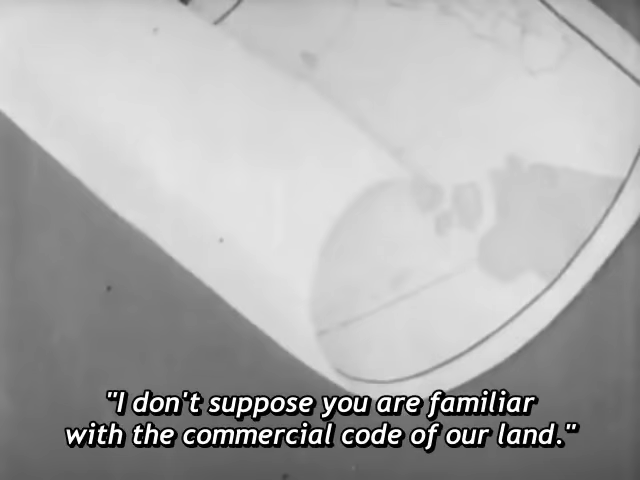 "I don't suppose you are familiar
with the commercial code of our land."